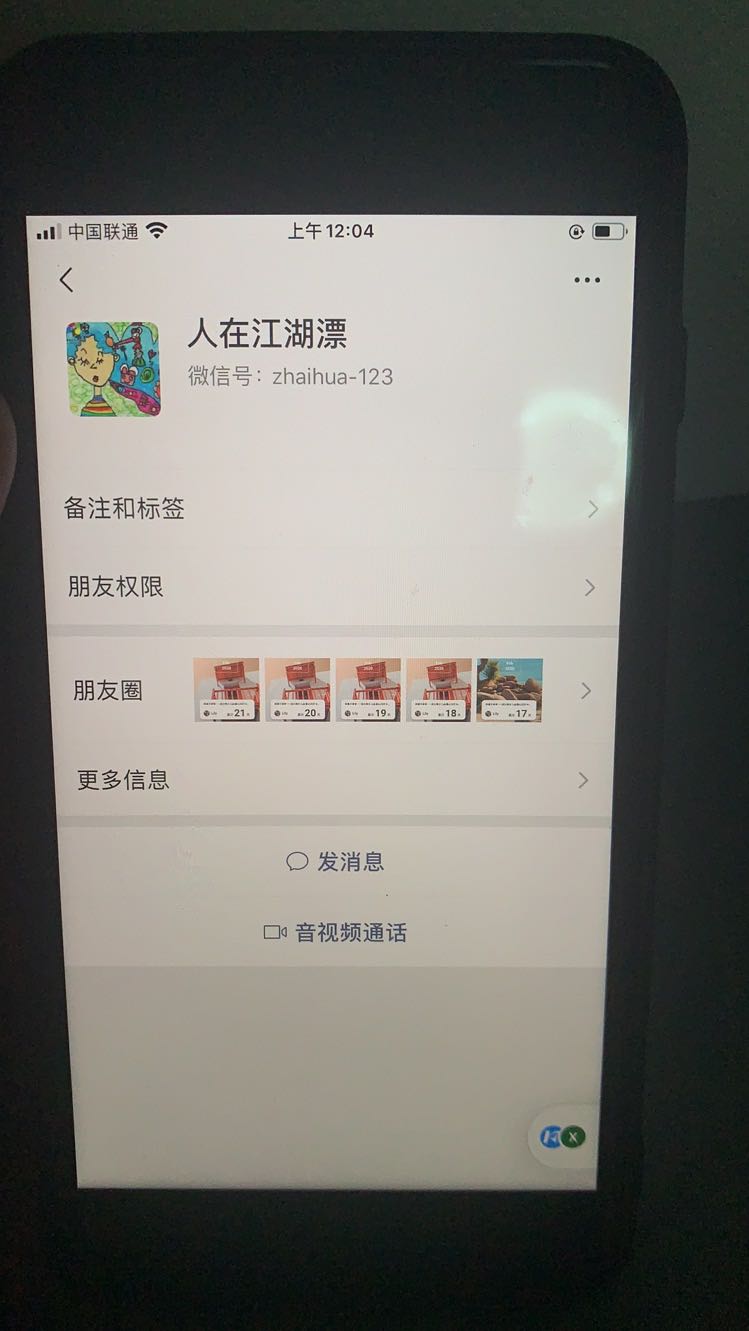 中国联通
上午12:04
人在江湖漂
微信号：zhaihua-123
备注和标签
朋友权限
朋友圈
21
20
19
18
17
更多信息
发消息
音视频通话